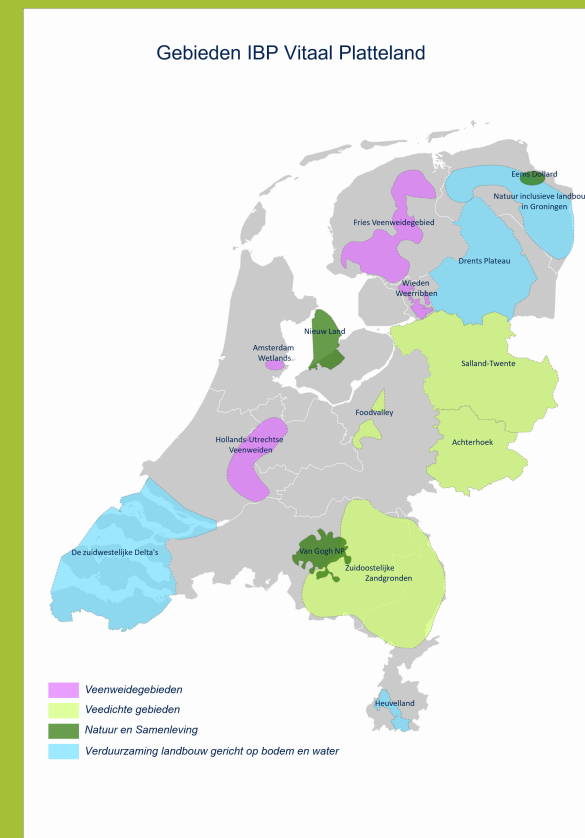 Gebieden IBP Vitaal Platteland
Eems Dollard
Natuur inclusieve landbou
in Groningen
Fries Veenweidegebied
Drents Plateau
Wieden
Weerribben
Nieuw Land
Amsterdam
Wetlands
Salland-Twente
Foodvalley
Hollands-Utrechtse
Veenweiden
Achterhoek
De zuidwestelijke Delta's
Van Gogh NP
Zuidoostelijke
Zandgronden
Heuvelland
Veenweidegebieden
Veedichte gebieden
Natuur en Samenleving
Verduurzaming landbouw gericht op bodem en water